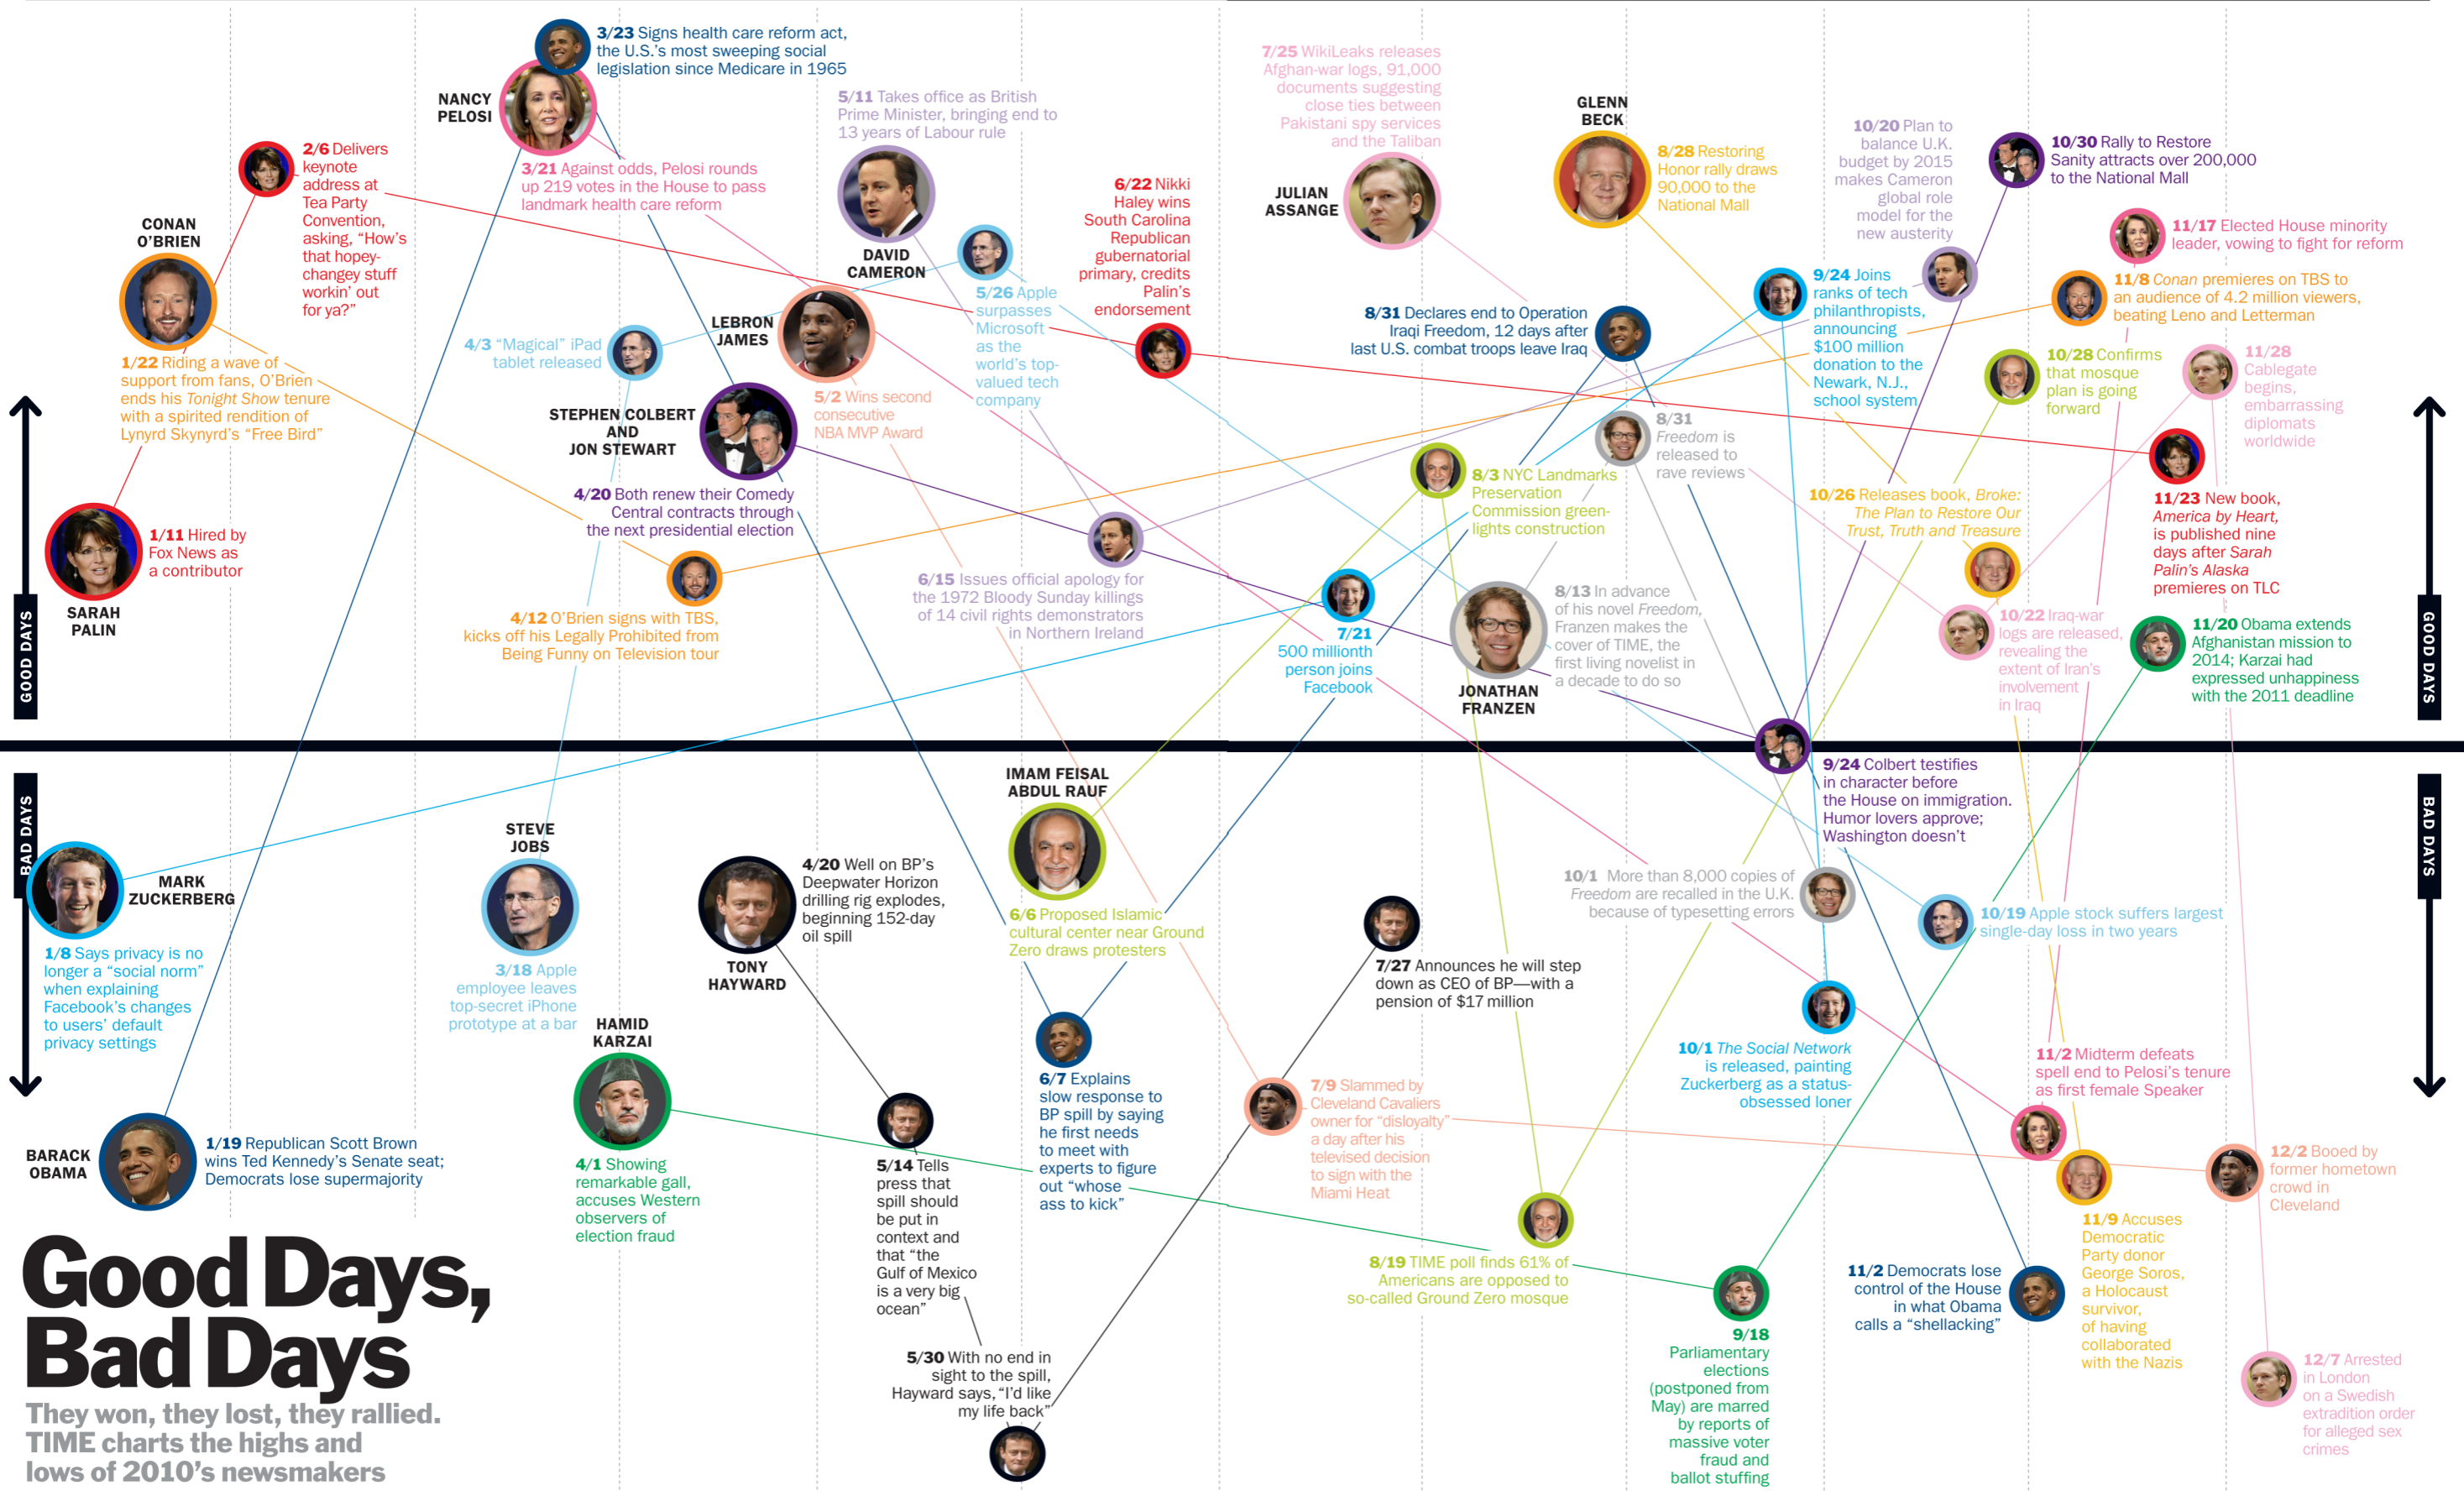 3/23 Signs health care reform act,
the U.S.'s most sweeping social
legislation since Medicare in 1965
NANCY
PELOSI
3/21 Against odds, Pelosi rounds
up 219 votes in the House to pass
landmark health care reform
2/6 Delivers
keynote
address at
Tea Party
Convention,
asking, “How's
that hopey-
changey stuff
workin' out
for ya?”
CONAN
O'BRIEN
1/22 Riding a wave of
support from fans, O'Brien
ends his Tonight Show tenure
with a spirited rendition of
Lynyrd Skynyrd's “Free Bird”
1/11 Hired by
Fox News as
a contributor
SARAH
PALIN
GOOD DAYS
5/11 Takes office as British
Prime Minister, bringing end to
13 years of Labour rule
DAVID
CAMERON
5/26 Apple
surpasses
Microsoft
as the
world's top-
valued tech
company
6/22 Nikki
Haley wins
South Carolina
Republican
gubernatorial
primary, credits
Palin's
endorsement
4/3 “Magical” iPad
tablet released
LEBRON
JAMES
5/2 Wins second
consecutive
NBA MVP Award
STEPHEN COLBERT
AND
JON STEWART
4/20 Both renew their Comedy
Central contracts through
the next presidential election
4/12 O'Brien signs with TBS,
kicks off his Legally Prohibited from
Being Funny on Television tour
6/15 Issues official apology for
the 1972 Bloody Sunday killings
of 14 civil rights demonstrators
in Northern Ireland
7/25 WikiLeaks releases
Afghan-war logs, 91,000
documents suggesting
close ties between
Pakistani spy services
and the Taliban
JULIAN
ASSANGE
GLENN
BECK
8/28 Restoring
Honor rally draws
90,000 to the
National Mall
8/31 Declares end to Operation
Iraqi Freedom, 12 days after
last U.S. combat troops leave Iraq
8/31
Freedom is
released to
rave reviews
8/3 NYC Landmarks
Preservation
Commission green-
lights construction
7/21
500 millionth
person joins
Facebook
8/13 In advance
of his novel Freedom,
Franzen makes the
cover of TIME, the
first living novelist in
a decade to do so
JONATHAN
FRANZEN
10/20 Plan to
balance U.K.
budget by 2015
makes Cameron
global role
model for the
new austerity
10/30 Rally to Restore
Sanity attracts over 200,000
to the National Mall
11/17 Elected House minority
leader, vowing to fight for reform
9/24 Joins
ranks of tech
philanthropists,
announcing
$100 million
donation to the
Newark, N.J.,
school system
11/8 Conan premieres on TBS to
an audience of 4.2 million viewers,
beating Leno and Letterman
10/28 Confirms
that mosque
plan is going
forward
11/28
Cablegate
begins,
embarrassing
diplomats
worldwide
10/26 Releases book, Broke:
The Plan to Restore Our
Trust, Truth and Treasure
11/23 New book,
America by Heart,
is published nine
days after Sarah
Palin's Alaska
premieres on TLC
10/22 Iraq-war
logs are released,
revealing the
extent of Iran's
involvement
in Iraq
11/20 Obama extends
Afghanistan mission to
2014; Karzai had
expressed unhappiness
with the 2011 deadline
GOOD DAYS
BAD DAYS
MARK
ZUCKERBERG
1/8 Says privacy is no
longer a “social norm”
when explaining
Facebook's changes
to users' default
privacy settings
BARACK
OBAMA
1/19 Republican Scott Brown
wins Ted Kennedy's Senate seat;
Democrats lose supermajority
STEVE
JOBS
3/18 Apple
employee leaves
top-secret iPhone
prototype at a bar
HAMID
KARZAI
4/1 Showing
remarkable gall,
accuses Western
observers of
election fraud
TONY
HAYWARD
4/20 Well on BP's
Deepwater Horizon
drilling rig explodes,
beginning 152-day
oil spill
5/14 Tells
press that
spill should
be put in
context and
that “the
Gulf of Mexico
is a very big
ocean”
5/30 With no end in
sight to the spill,
Hayward says, “I'd like
my life back”
IMAM FEISAL
ABDUL RAUF
6/6 Proposed Islamic
cultural center near Ground
Zero draws protesters
6/7 Explains
slow response to
BP spill by saying
he first needs
to meet with
experts to figure
out “whose
ass to kick”
7/9 Slammed by
Cleveland Cavaliers
owner for “disloyalty”
a day after his
televised decision
to sign with the
Miami Heat
7/27 Announces he will step
down as CEO of BP—with a
pension of $17 million
8/19 TIME poll finds 61% of
Americans are opposed to
so-called Ground Zero mosque
9/24 Colbert testifies
in character before
the House on immigration.
Humor lovers approve;
Washington doesn't
10/1 More than 8,000 copies of
Freedom are recalled in the U.K.
because of typesetting errors
10/19 Apple stock suffers largest
single-day loss in two years
10/1 The Social Network
is released, painting
Zuckerberg as a status-
obsessed loner
11/2 Midterm defeats
spell end to Pelosi's tenure
as first female Speaker
12/2 Booed by
former hometown
crowd in
Cleveland
11/9 Accuses
Democratic
Party donor
George Soros,
a Holocaust
survivor,
of having
collaborated
with the Nazis
11/2 Democrats lose
control of the House
in what Obama
calls a “shellacking”
9/18
Parliamentary
elections
(postponed from
May) are marred
by reports of
massive voter
fraud and
ballot stuffing
12/7 Arrested
in London
on a Swedish
extradition order
for alleged sex
crimes
BAD DAYS
Good Days,
Bad Days
They won, they lost, they rallied.
TIME charts the highs and
lows of 2010's newsmakers